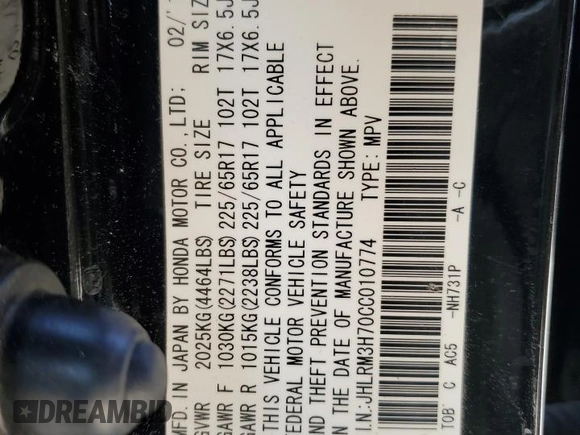 MFD. IN JAPAN BY HONDA MOTOR CO.,LTD; 02/
GVWR 2025KG(4464LBS) TIRE SIZE RIM SIZ
GAWR F 1030KG(2271LBS) 225/65R17 102T 17X6.5J
GAWR R 1015KG(2238LBS) 225/65R17 102T 17X6.5J
THIS VEHICLE CONFORMS TO ALL APPLICABLE
FEDERAL MOTOR VEHICLE SAFETY
AND THEFT PREVENTION STANDARDS IN EFFECT
ON THE DATE OF MANUFACTURE SHOWN ABOVE.
I.N.:JHLRM3H70CC010774 TYPE: MPV
TOB' C AC5 -NH731P -A -C
DREAMBID